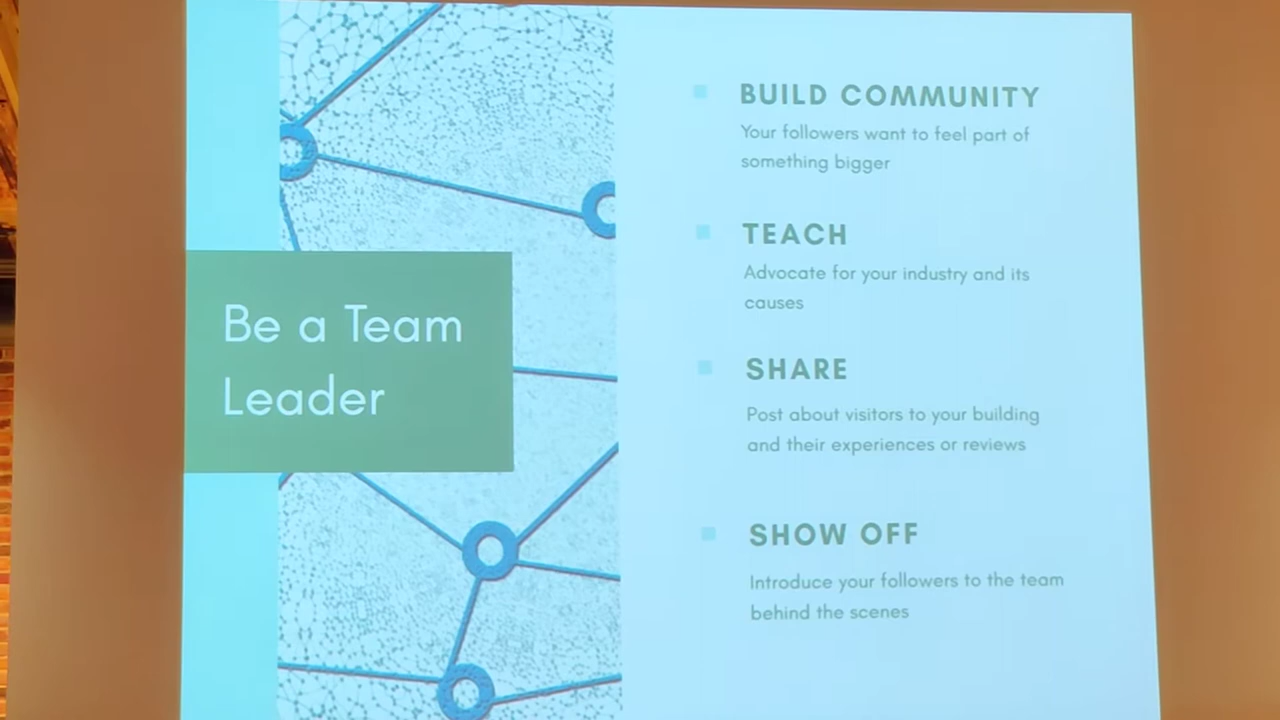 Be a Team
Leader
BUILD COMMUNITY
Your followers want to feel part of
something bigger
TEACH
Advocate for your industry and its
causes
SHARE
Post about visitors to your building
and their experiences or reviews
SHOW OFF
Introduce your followers to the team
behind the scenes